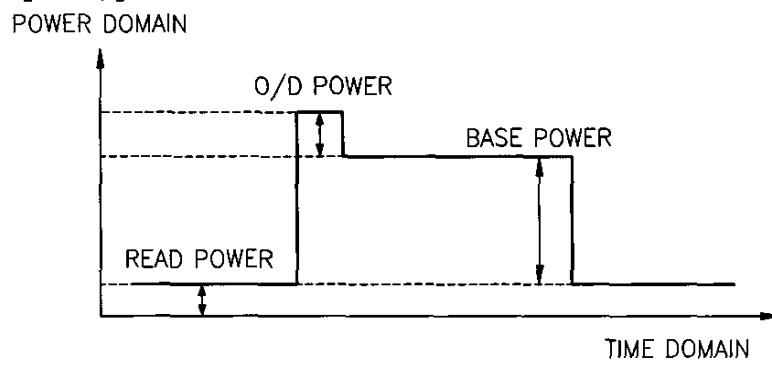 POWER DOMAIN
O/D POWER
BASE POWER
READ POWER
TIME DOMAIN